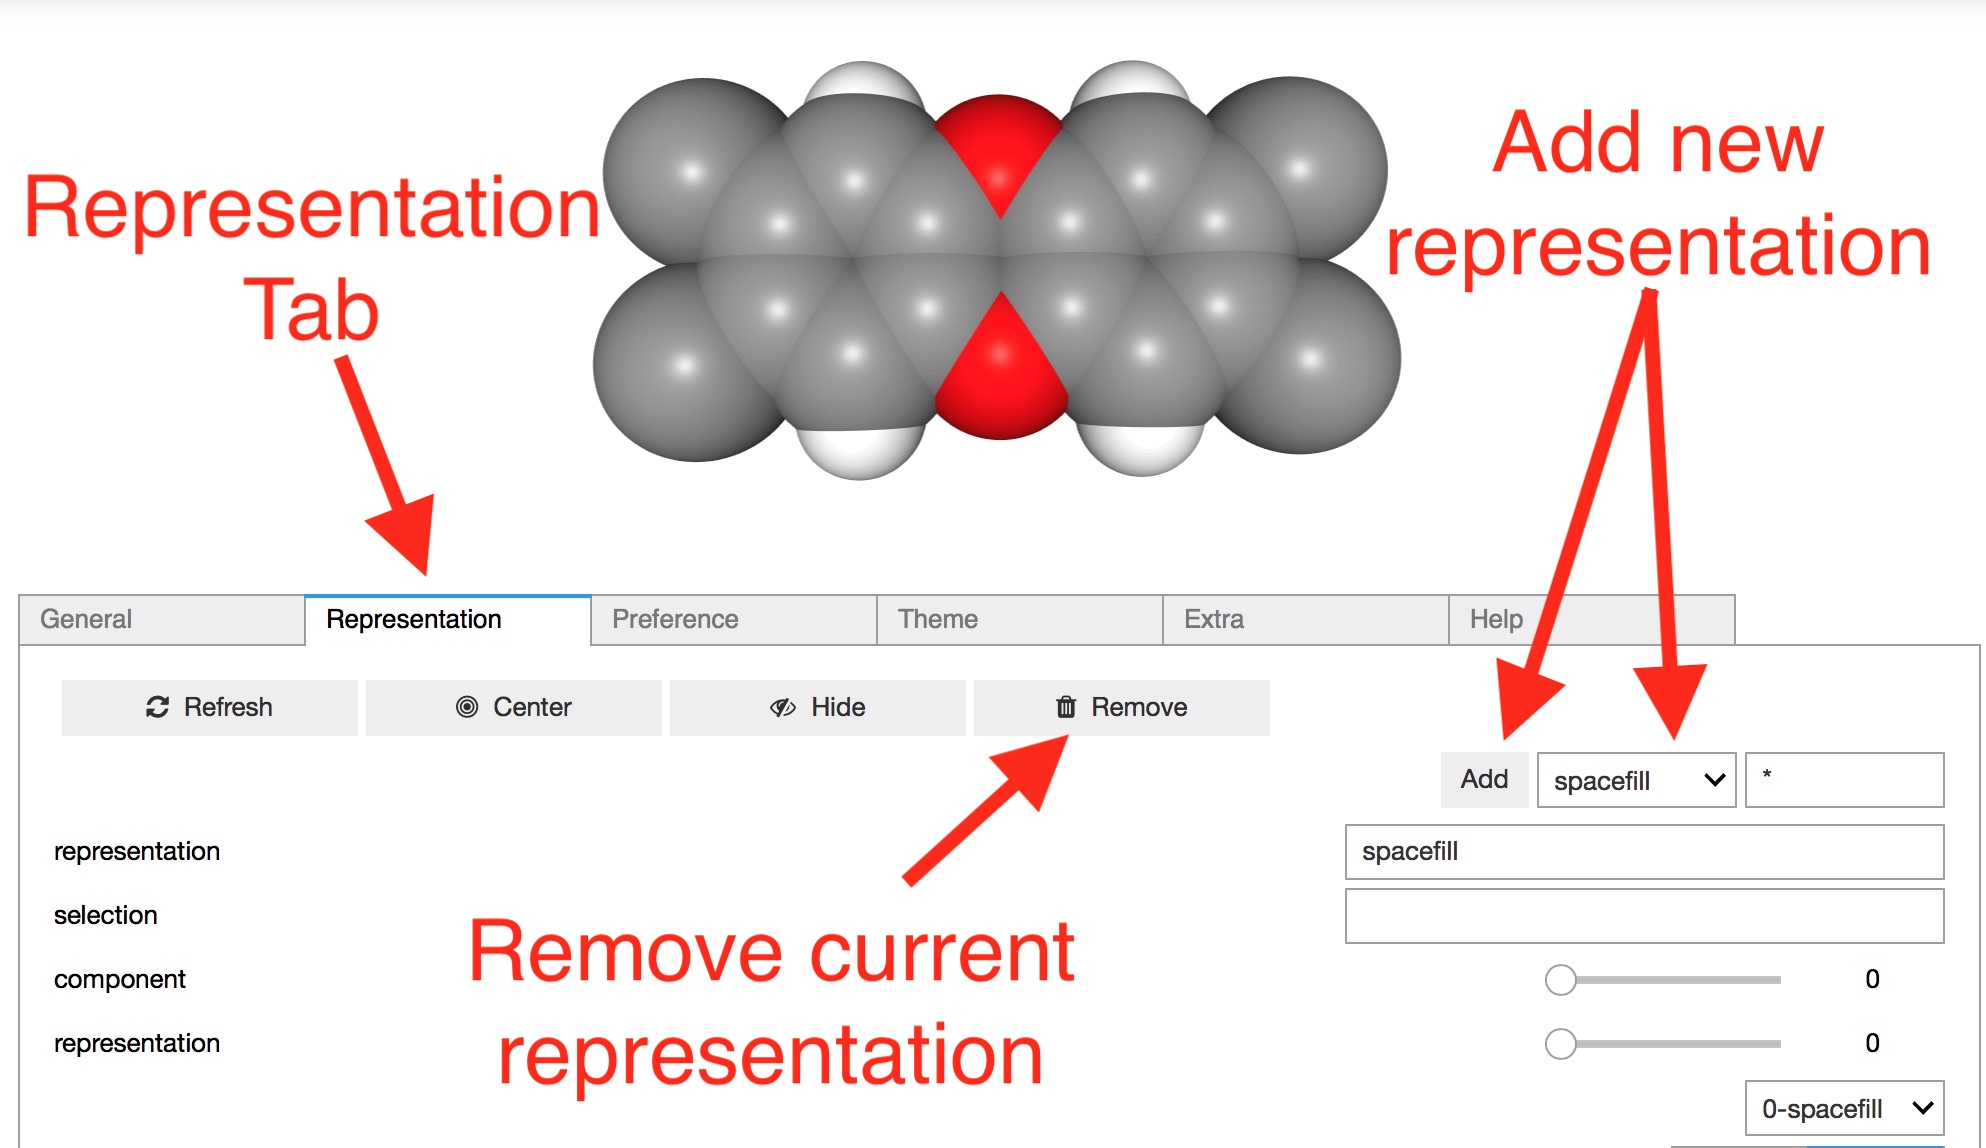 Representation
Tab
Add new
representation
General
Representation
Preference
Theme
Extra
Help
Refresh
Center
Hide
Remove
Add
spacefill
*
representation
spacefill
selection
component
0
representation
0
Remove current
representation
0-spacefill